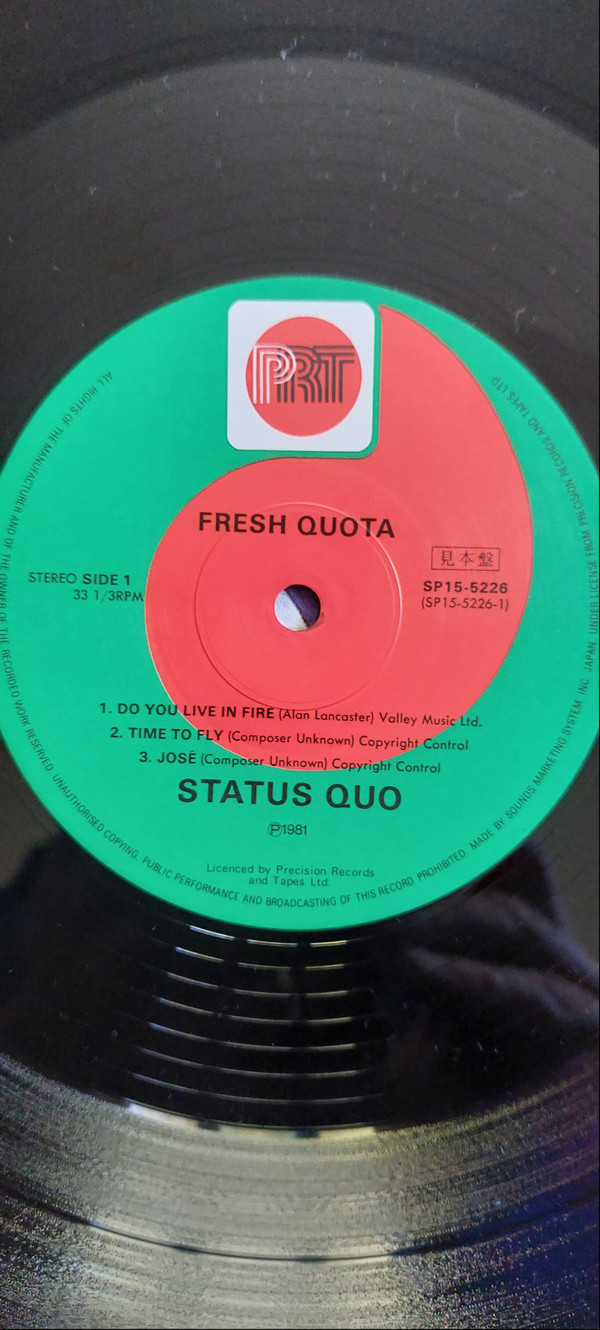 PRT
FRESH QUOTA
見本盤
STEREO SIDE 1
33 1/3RPM
SP15-5226
(SP15-5226-1)
1. DO YOU LIVE IN FIRE (Alan Lancaster) Valley Music Ltd.
2. TIME TO FLY (Composer Unknown) Copyright Control
3. JOSÉ (Composer Unknown) Copyright Control
STATUS QUO
Ⓟ1981
Licenced by Precision Records
and Tapes Ltd.
ALL RIGHTS OF THE MANUFACTURER AND OF THE OWNER OF THE RECORDED WORK RESERVED. UNAUTHORISED COPYING, PUBLIC PERFORMANCE AND BROADCASTING OF THIS RECORD PROHIBITED. MADE BY SOUNDS MARKETING SYSTEM, INC. JAPAN. UNDER LICENSE FROM PRECISION RECORDS AND TAPES LTD.